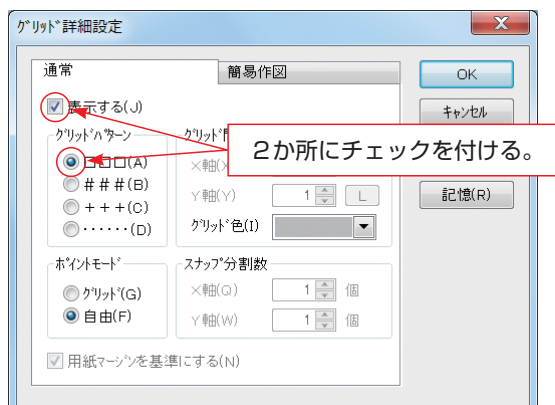 グリッド詳細設定
通常
簡易作図
OK
表示する(J)
キャンセル
グリッドパターン
2か所にチェックを付ける。
□□□(A)
###(B)
Y軸(Y)
1
L
記憶(R)
+++(C)
グリッド色(I)
・・・・・・(D)
ポイントモード
スナップ分割数
グリッド(G)
X軸(Q)
1
個
自由(F)
Y軸(W)
1
個
用紙マージンを基準にする(N)